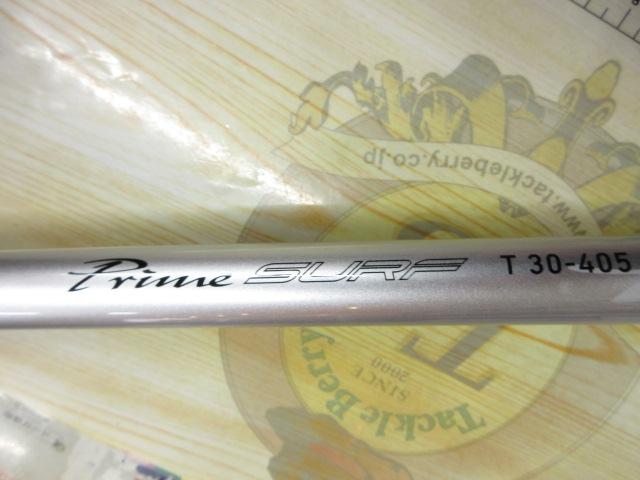 www.tackleberry.co.jp
Prime SURF T 30-405
T
SINCE
2000
Tackle Berry